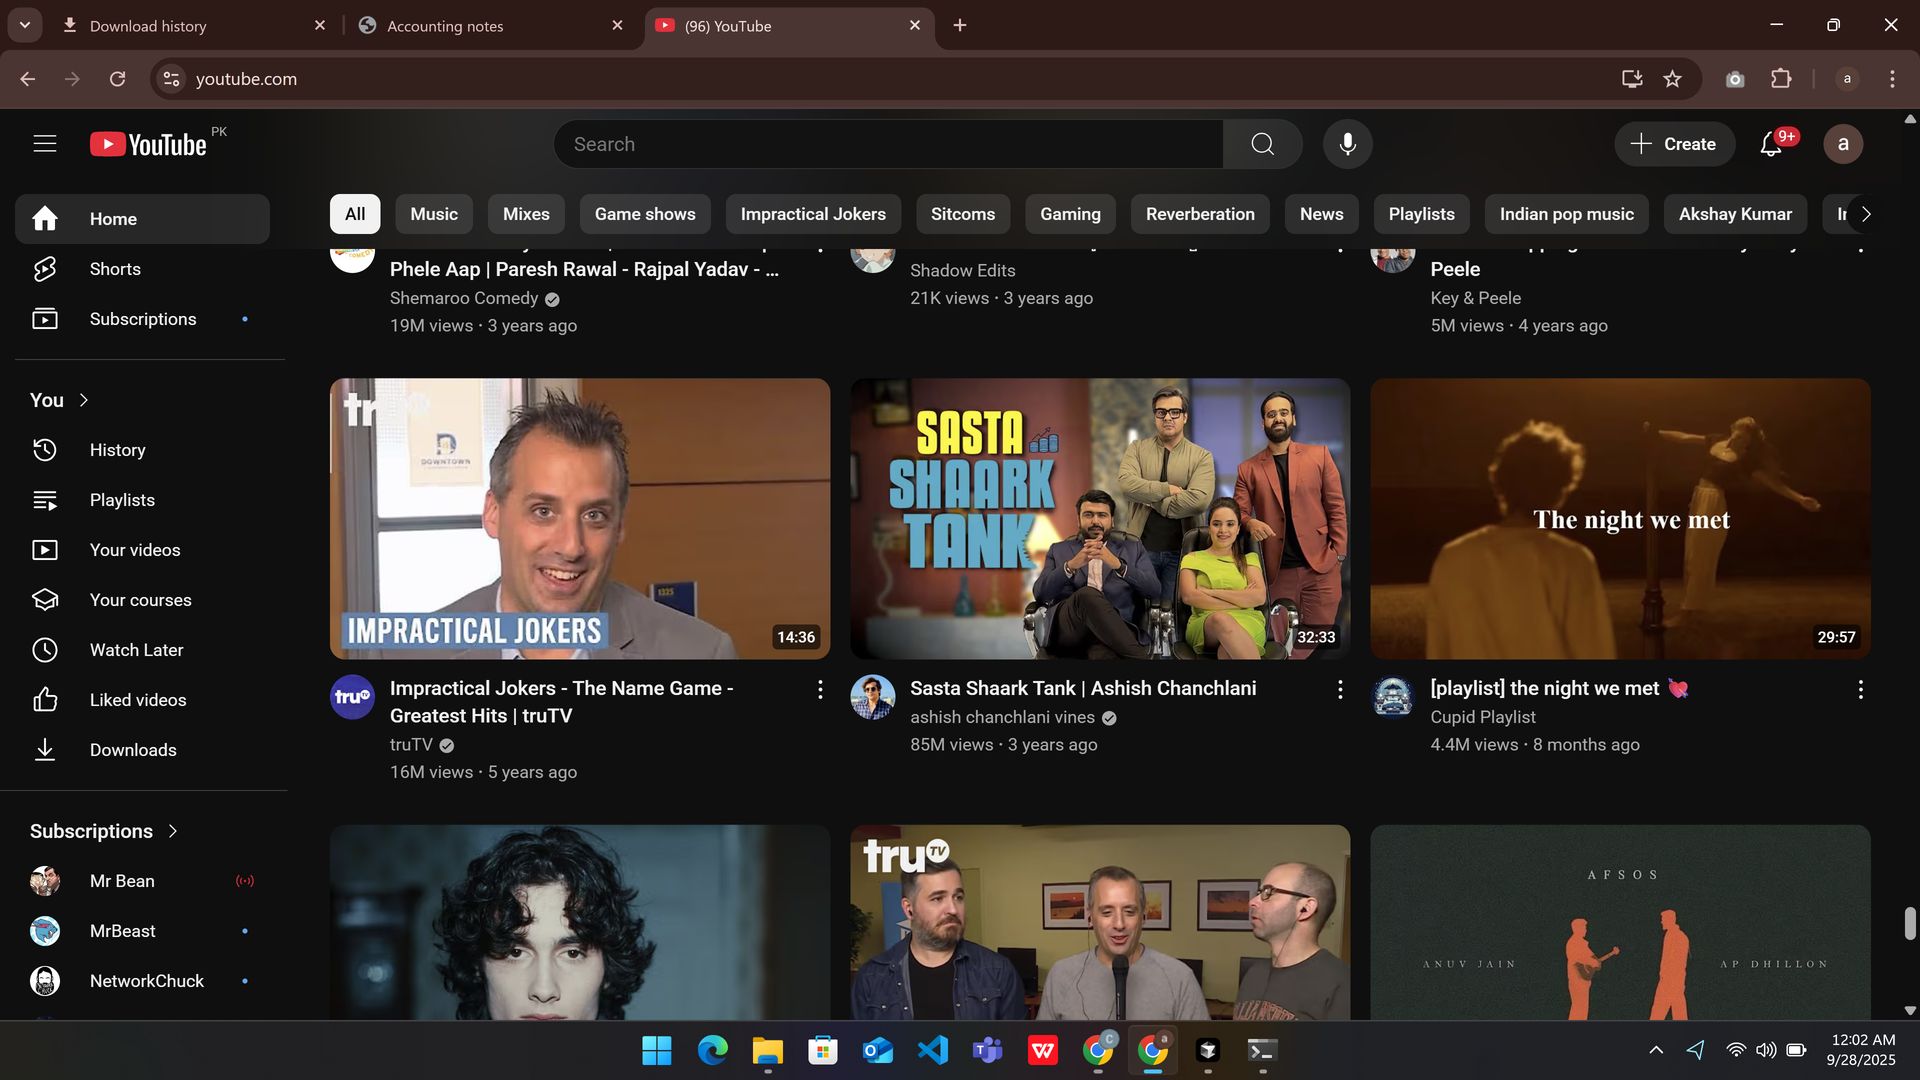 Download history
Accounting notes
(96) YouTube
youtube.com
a
YouTube PK
Search
Create
9+
a
Home
Shorts
Subscriptions
You
History
Playlists
Your videos
Your courses
Watch Later
Liked videos
Downloads
Subscriptions
Mr Bean
MrBeast
NetworkChuck
All
Music
Mixes
Game shows
Impractical Jokers
Sitcoms
Gaming
Reverberation
News
Playlists
Indian pop music
Akshay Kumar
Phele Aap | Paresh Rawal - Rajpal Yadav - ...
Shemaroo Comedy
19M views · 3 years ago
Shadow Edits
21K views · 3 years ago
Peele
Key & Peele
5M views · 4 years ago
DOWNTOWN
1325
IMPRACTICAL JOKERS
14:36
tru TV
Impractical Jokers - The Name Game -
Greatest Hits | truTV
truTV
16M views · 5 years ago
SASTA
SHAARK
TANK
32:33
Sasta Shaark Tank | Ashish Chanchlani
ashish chanchlani vines
85M views · 3 years ago
The night we met
29:57
[playlist] the night we met 💘
Cupid Playlist
4.4M views · 8 months ago
tru TV
AFSOS
ANUV JAIN
AP DHILLON
C
a
12:02 AM
9/28/2025